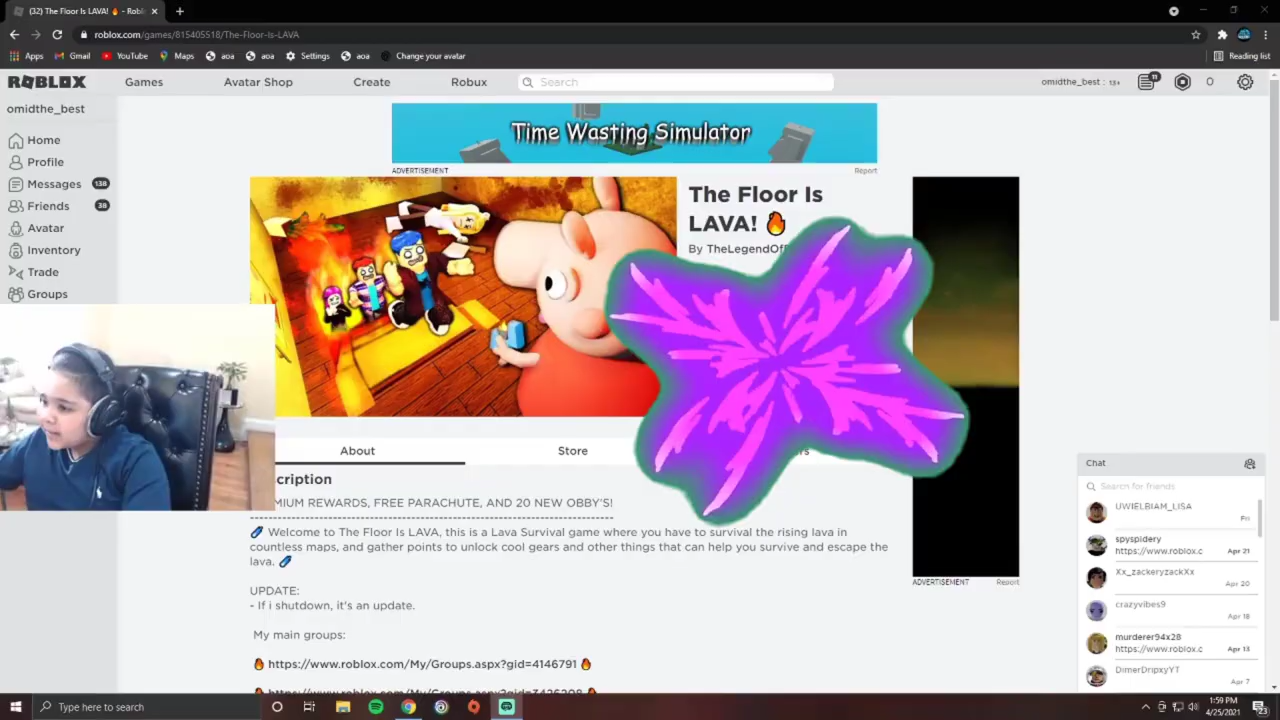 (32) The Floor Is LAVA! 🔥 - Robl
roblox.com/games/815405518/The-Floor-Is-LAVA
Apps Gmail YouTube Maps aoa aoa Settings aoa Change your avatar Reading list
ROBLOX Games Avatar Shop Create Robux Search omidthe_best : 13+ 11 0
omidthe_best
Home
Profile
Messages 138
Friends 38
Avatar
Inventory
Trade
Groups
Time Wasting Simulator
ADVERTISEMENT Report
The Floor Is
LAVA! 🔥
By
About Store
cription
MIUM REWARDS, FREE PARACHUTE, AND 20 NEW OBBY'S!
Welcome to The Floor Is LAVA, this is a Lava Survival game where you have to survival the rising lava in
countless maps, and gather points to unlock cool gears and other things that can help you survive and escape the
lava.
UPDATE:
- If i shutdown, it's an update.
My main groups:
🔥 https://www.roblox.com/My/Groups.aspx?gid=4146791 🔥
ADVERTISEMENT Report
Chat
Search for friends
UWIELBIAM_LISA
Fri
spyspidery
https://www.roblox.c Apr 21
Xx_zackeryzackXx
Apr 20
crazyvibes9
Apr 18
murderer94x28
https://www.roblox.c Apr 13
DimerDripxyYT
Apr 7
Type here to search
1:59 PM
4/25/2021
23